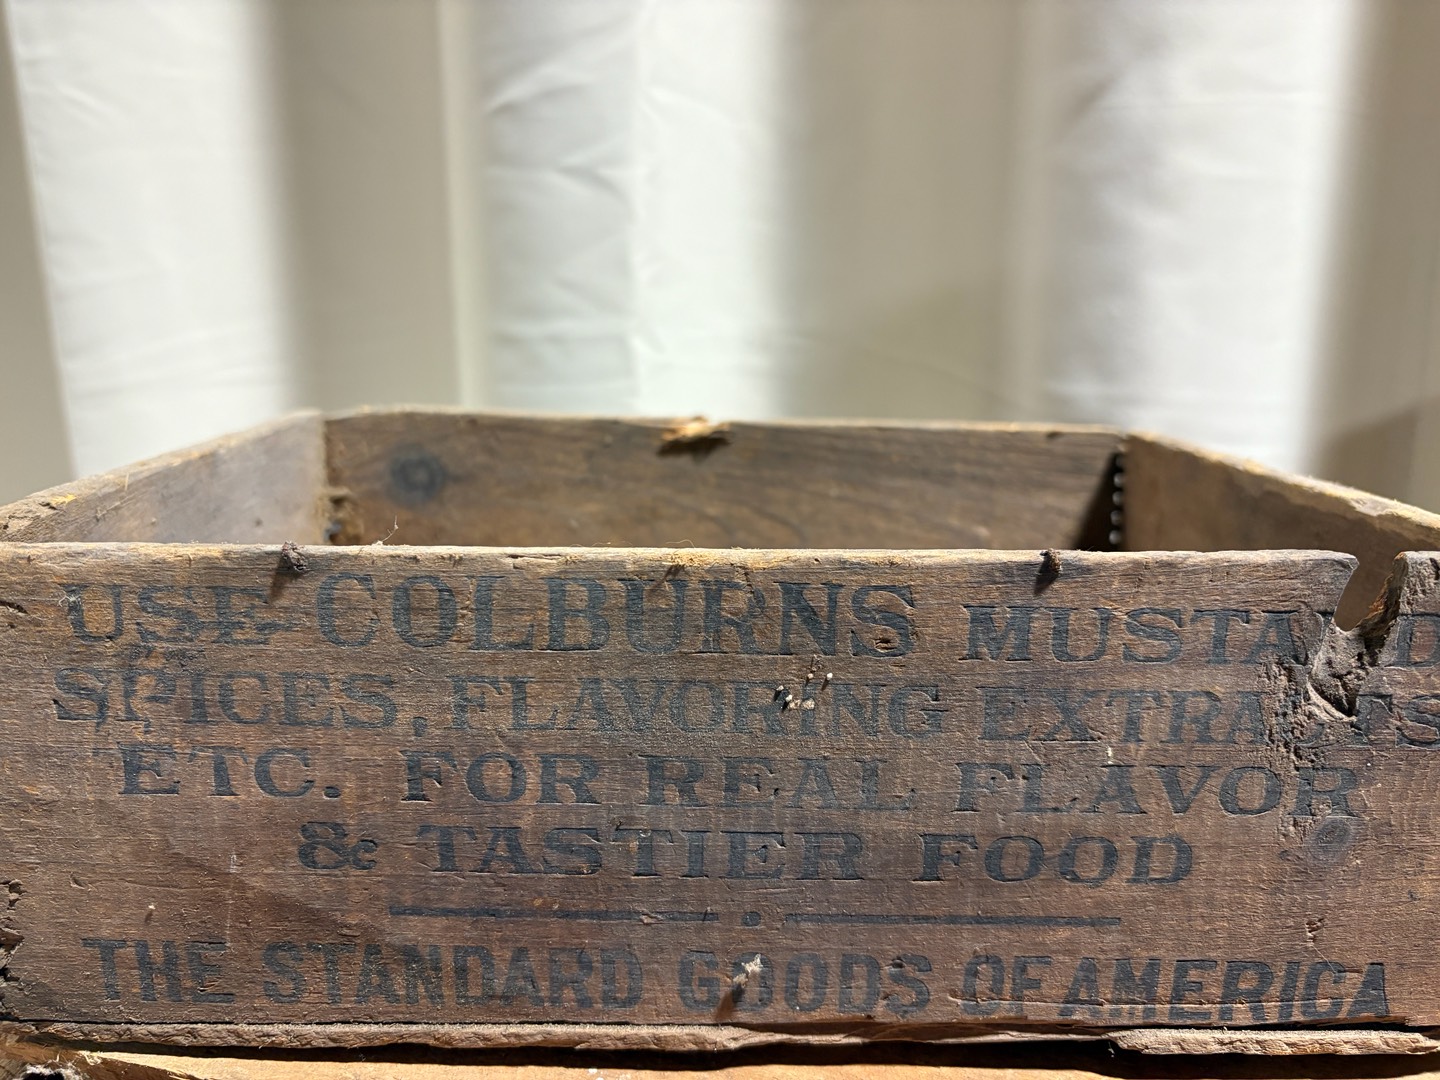 USE COLBURNS MUSTARD
SPICES, FLAVORING EXTRACTS
ETC. FOR REAL FLAVOR
& TASTIER FOOD
THE STANDARD GOODS OF AMERICA